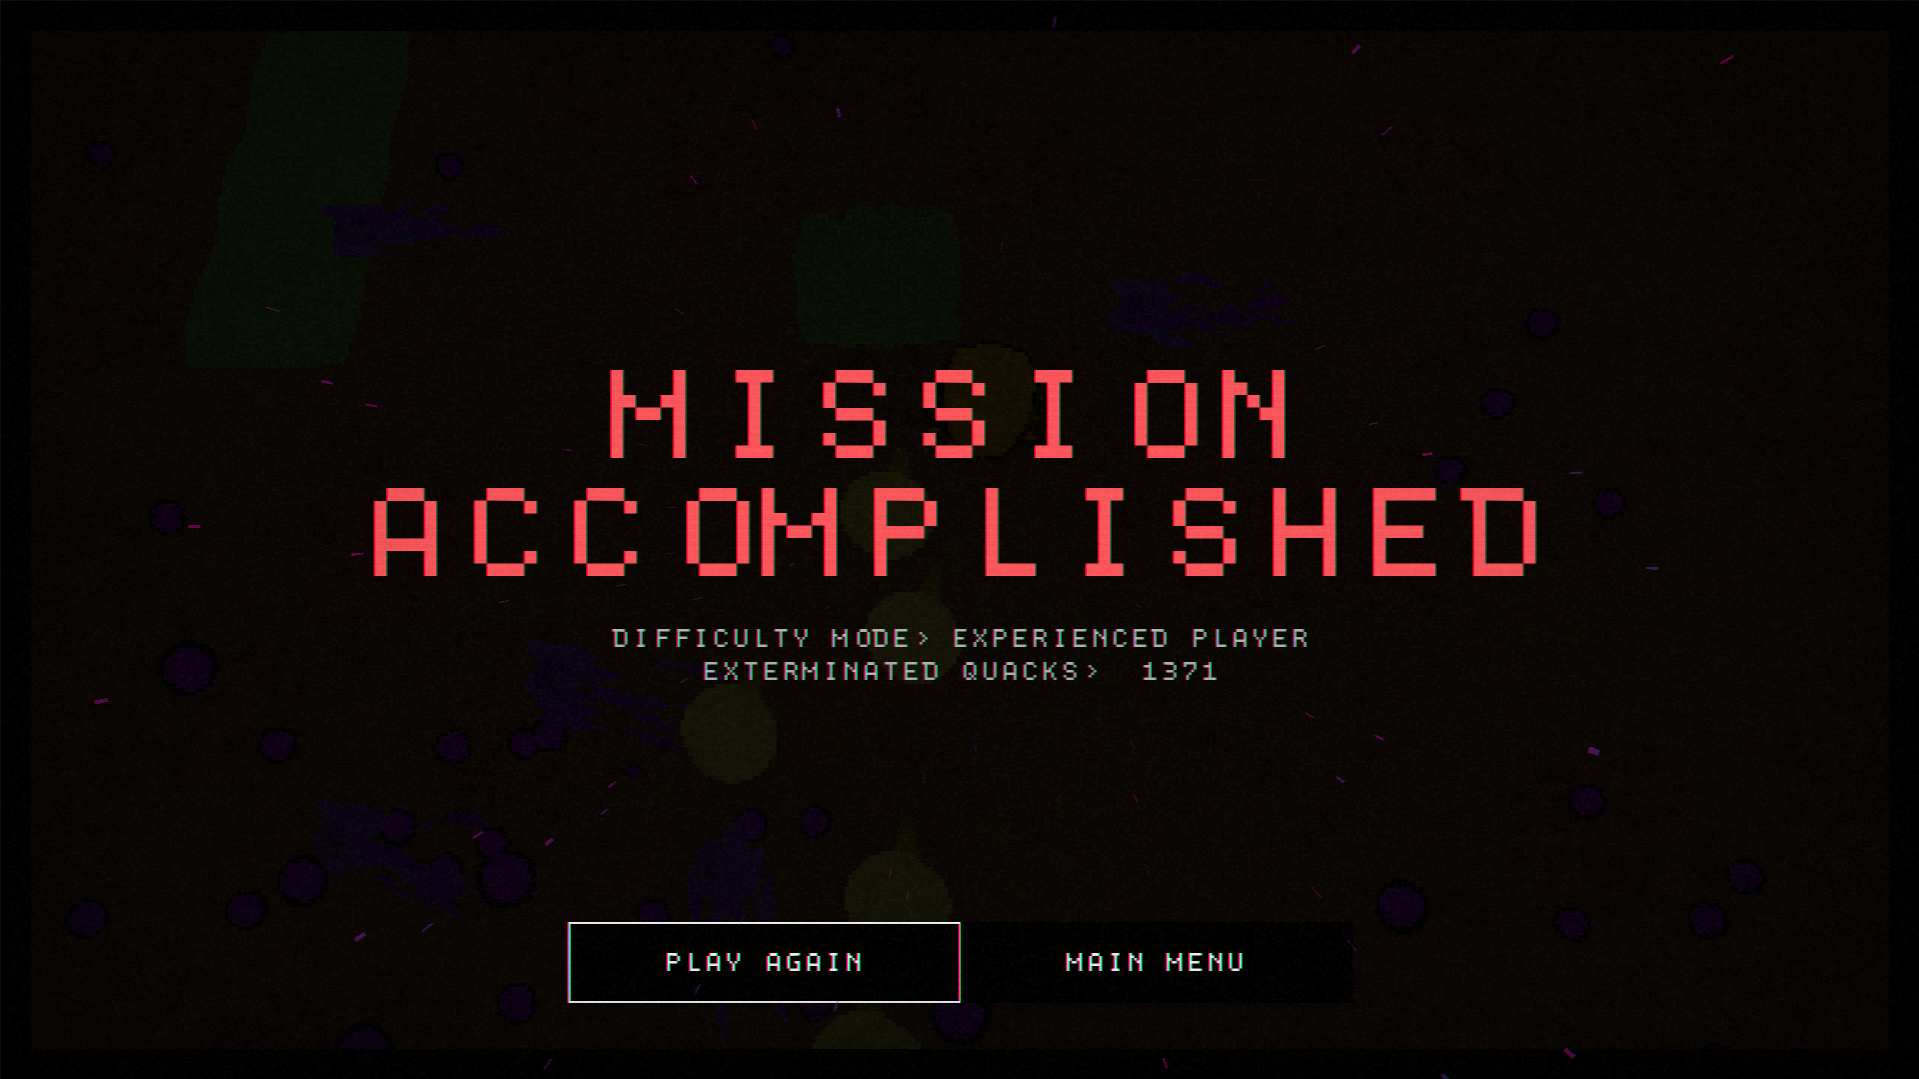 MISSION
ACCOMPLISHED
DIFFICULTY MODE> EXPERIENCED PLAYER
EXTERMINATED QUACKS> 1371
PLAY AGAIN
MAIN MENU